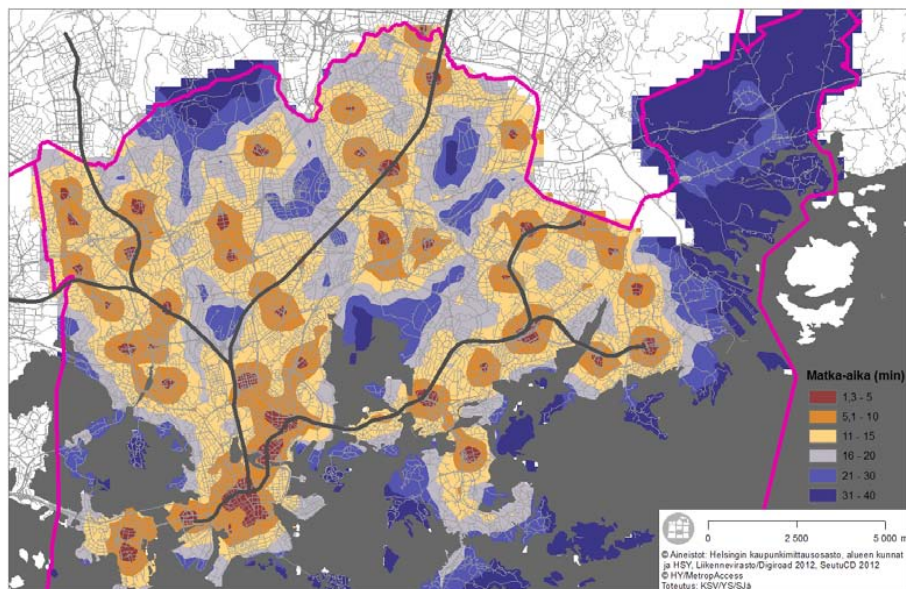 Matka-aika (min)
1,3 - 5
5,1 - 10
11 - 15
16 - 20
21 - 30
31 - 40
0 2 500 5 000 m
© Aineistot: Helsingin kaupunkimittausosasto, alueen kunnat
ja HSY, Liikennevirasto/Digiroad 2012, SeutuCD 2012
© HY/MetropAccess
Toteutus: KSV/YS/SJä